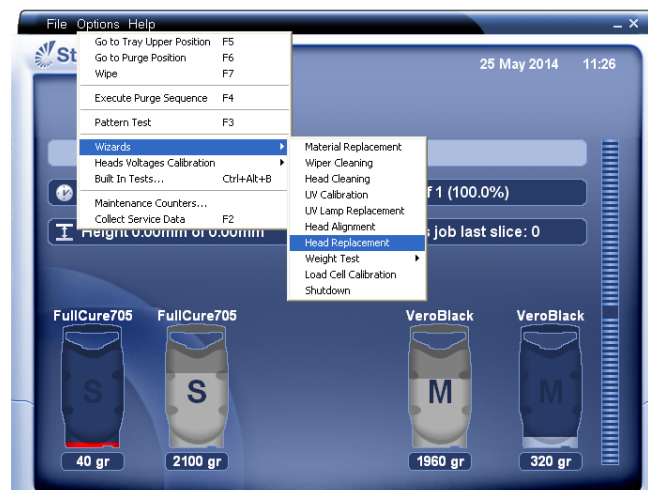 File Options Help
St
25 May 2014 11:26
Go to Tray Upper Position F5
Go to Purge Position F6
Wipe F7
Execute Purge Sequence F4
Pattern Test F3
Wizards
Heads Voltages Calibration
Built In Tests... Ctrl+Alt+B
Maintenance Counters...
Collect Service Data F2
Material Replacement
Wiper Cleaning
Head Cleaning
UV Calibration
UV Lamp Replacement
Head Alignment
Head Replacement
Weight Test
Load Cell Calibration
Shutdown
f 1 (100.0%)
Height 0.00mm of 0.00mm
s job last slice: 0
FullCure705 FullCure705 VeroBlack VeroBlack
S S M M
40 gr 2100 gr 1960 gr 320 gr